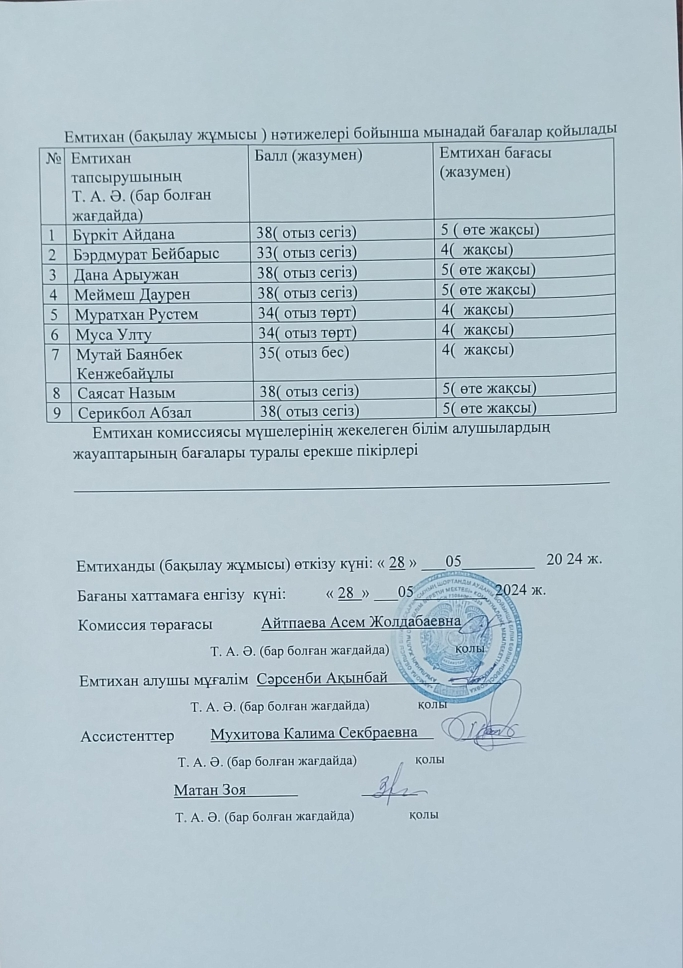 Емтихан (бақылау жұмысы ) нәтижелері бойынша мынадай бағалар қойылады
№ Емтихан тапсырушының Т. А. Ә. (бар болған жағдайда) Балл (жазумен) Емтихан бағасы (жазумен)
1 Бүркіт Айдана 38( отыз сегіз) 5 ( өте жақсы)
2 Бэрдмурат Бейбарыс 33( отыз сегіз) 4( жақсы)
3 Дана Арыужан 38( отыз сегіз) 5( өте жақсы)
4 Меймеш Даурен 38( отыз сегіз) 5( өте жақсы)
5 Муратхан Рустем 34( отыз төрт) 4( жақсы)
6 Муса Улту 34( отыз төрт) 4( жақсы)
7 Мутай Баянбек Кенжебайұлы 35( отыз бес) 4( жақсы)
8 Саясат Назым 38( отыз сегіз) 5( өте жақсы)
9 Серикбол Абзал 38( отыз сегіз) 5( өте жақсы)
Емтихан комиссиясы мүшелерінің жекелеген білім алушылардың
жауаптарының бағалары туралы ерекше пікірлері
Емтиханды (бақылау жұмысы) өткізу күні: « 28 » ___05__________ 20 24 ж.
Бағаны хаттамаға енгізу күні: « 28 » ___05 2024 ж.
Комиссия төрағасы Айтпаева Асем Жолдабаевна
Т. А. Ә. (бар болған жағдайда) қолы
Емтихан алушы мұғалім Сәрсенби Ақынбай
Т. А. Ә. (бар болған жағдайда) қолы
Ассистенттер Мухитова Калима Секбраевна
Т. А. Ә. (бар болған жағдайда) қолы
Матан Зоя
Т. А. Ә. (бар болған жағдайда) қолы